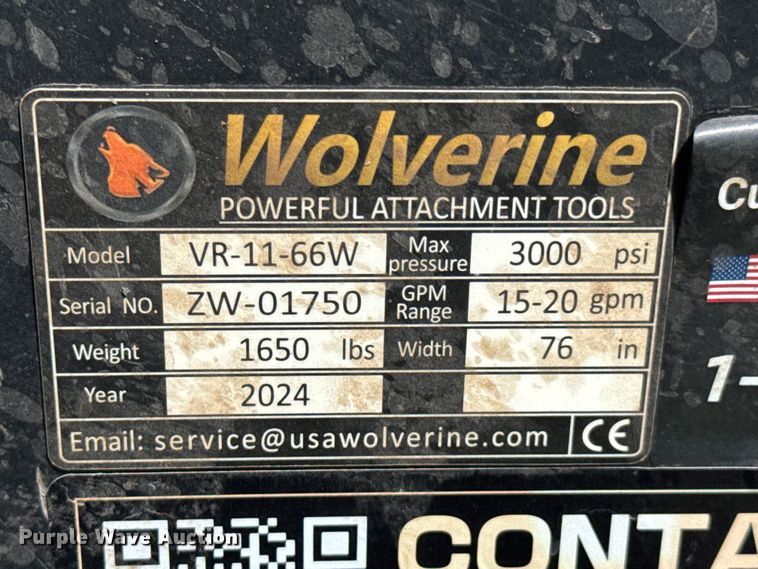 Wolverine
POWERFUL ATTACHMENT TOOLS
Model VR-11-66W Max pressure 3000 psi
Serial NO. ZW-01750 GPM Range 15-20 gpm
Weight 1650 lbs Width 76 in
Year 2024
Email: service@usawolverine.com CE
Cu
1-
CONTA
Purple Wave Auction